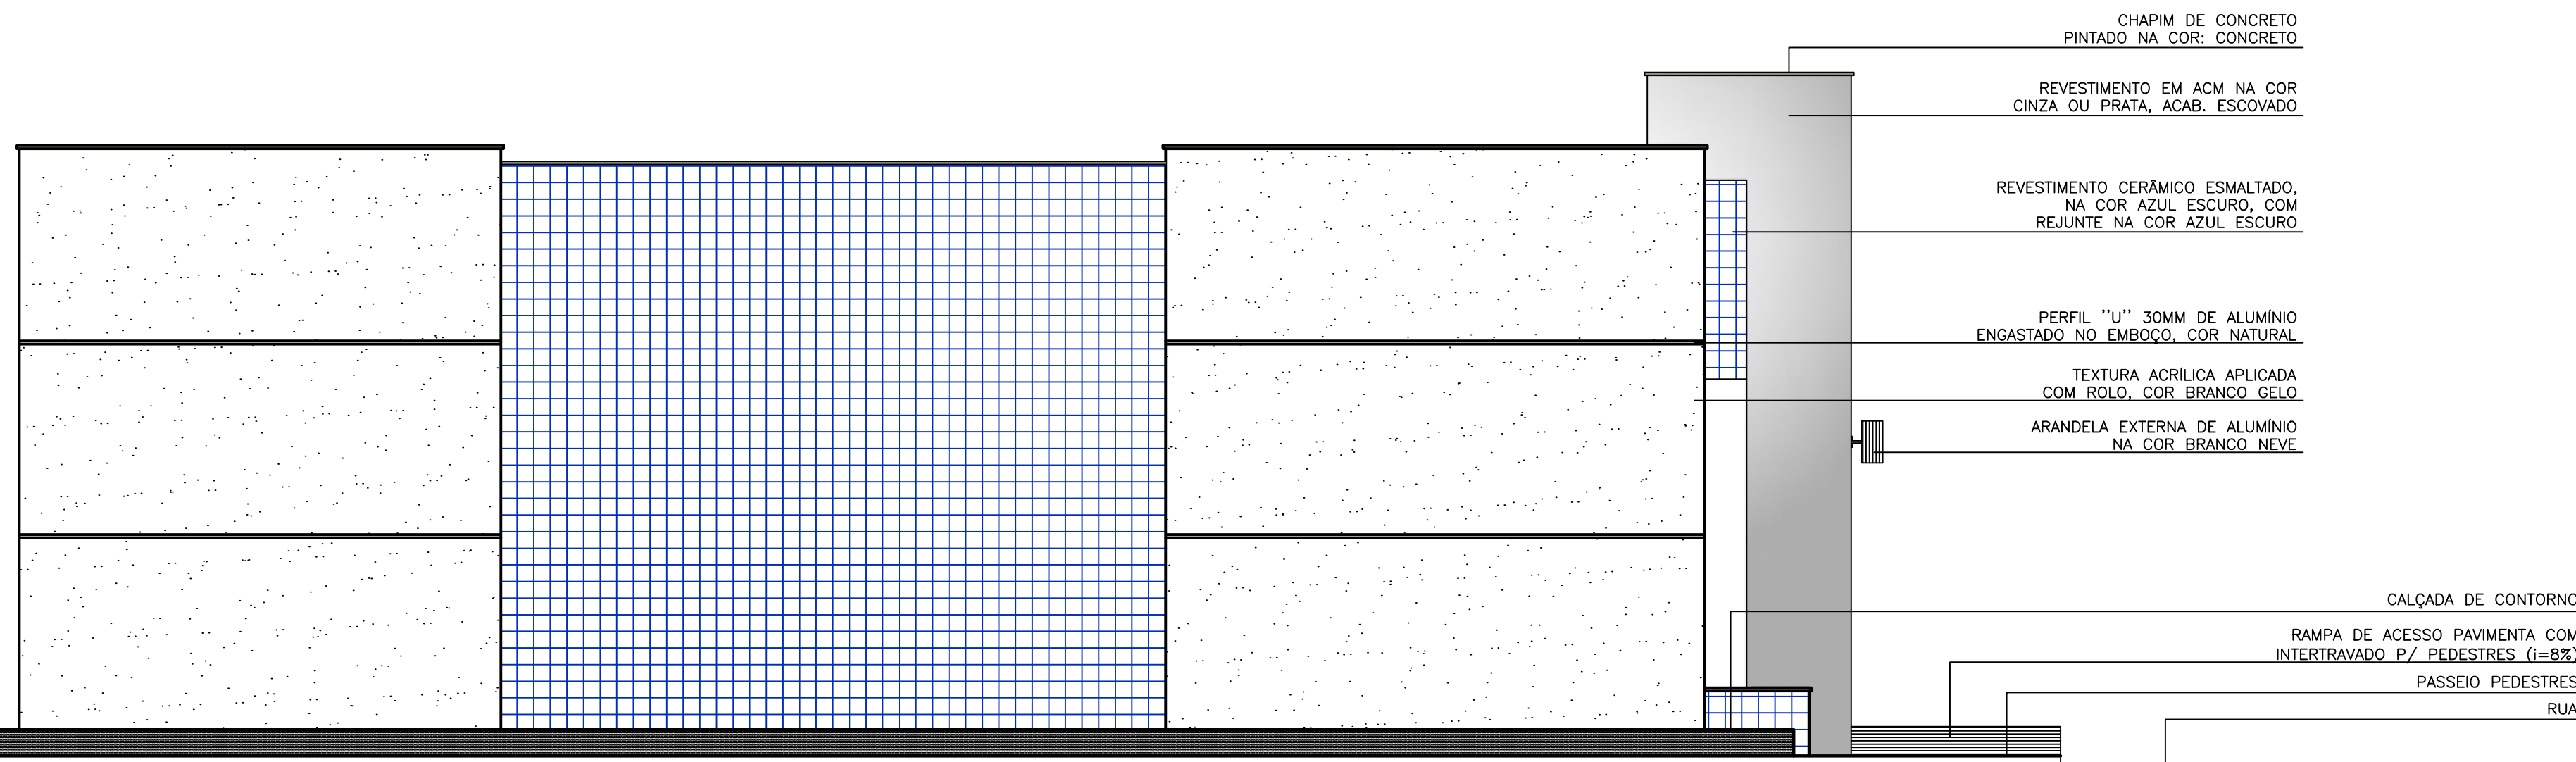 CHAPIM DE CONCRETO
PINTADO NA COR: CONCRETO
REVESTIMENTO EM ACM NA COR
CINZA OU PRATA, ACAB. ESCOVADO
REVESTIMENTO CERÂMICO ESMALTADO,
NA COR AZUL ESCURO, COM
REJUNTE NA COR AZUL ESCURO
PERFIL "U" 30MM DE ALUMÍNIO
ENGASTADO NO EMBOÇO, COR NATURAL
TEXTURA ACRÍLICA APLICADA
COM ROLO, COR BRANCO GELO
ARANDELA EXTERNA DE ALUMÍNIO
NA COR BRANCO NEVE
CALÇADA DE CONTORNO
RAMPA DE ACESSO PAVIMENTA COM
INTERTRAVADO P/ PEDESTRES (i=8%)
PASSEIO PEDESTRES
RUA